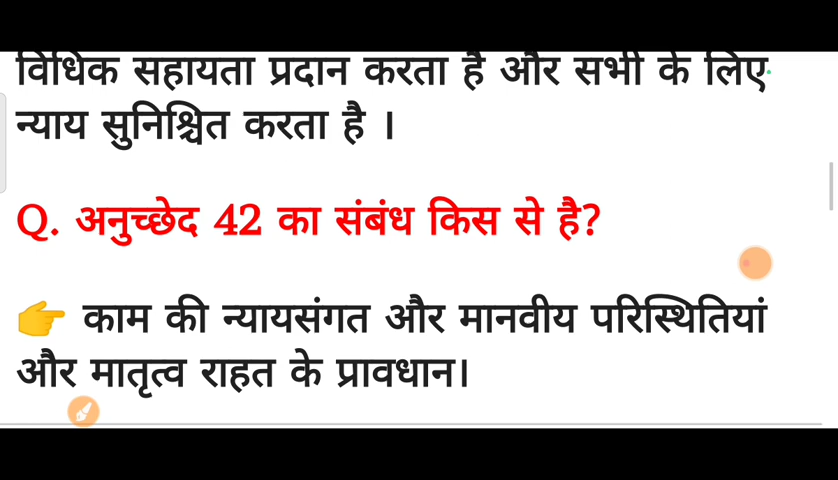 विधिक सहायता प्रदान करता है और सभी के लिए
न्याय सुनिश्चित करता है ।
Q. अनुच्छेद 42 का संबंध किस से है?
👉 काम की न्यायसंगत और मानवीय परिस्थितियां
और मातृत्व राहत के प्रावधान।